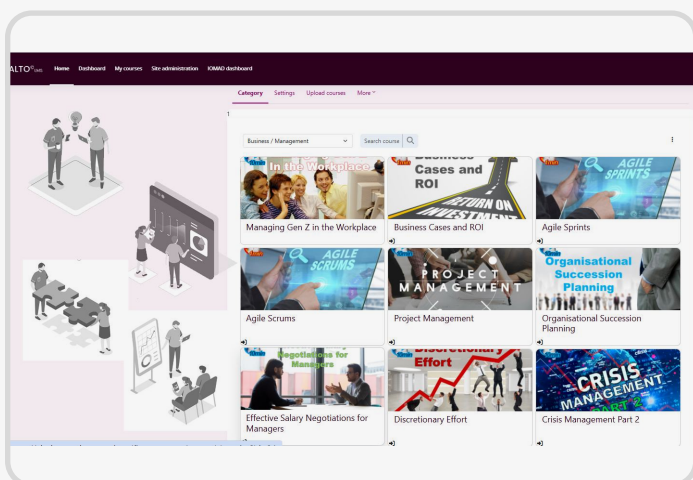 ALTO
Home Dashboard My courses Site administration IOMAD dashboard
Category Settings Upload courses More
1
Business / Management
Search course
In the Workplace
Managing Gen Z in the Workplace
Business
Cases and
ROI
RETURN ON
INVESTMENT
Business Cases and ROI
AGILE
SPRINTS
Agile Sprints
AGILE
SCRUMS
Agile Scrums
PROJECT
MANAGEMENT
Project Management
Organisational
Succession
Planning
Organisational Succession
Planning
Negotiations for
Managers
Effective Salary Negotiations for
Managers
Discretionary
Effort
Discretionary Effort
CRISIS
MANAGEMENT
PART 2
Crisis Management Part 2